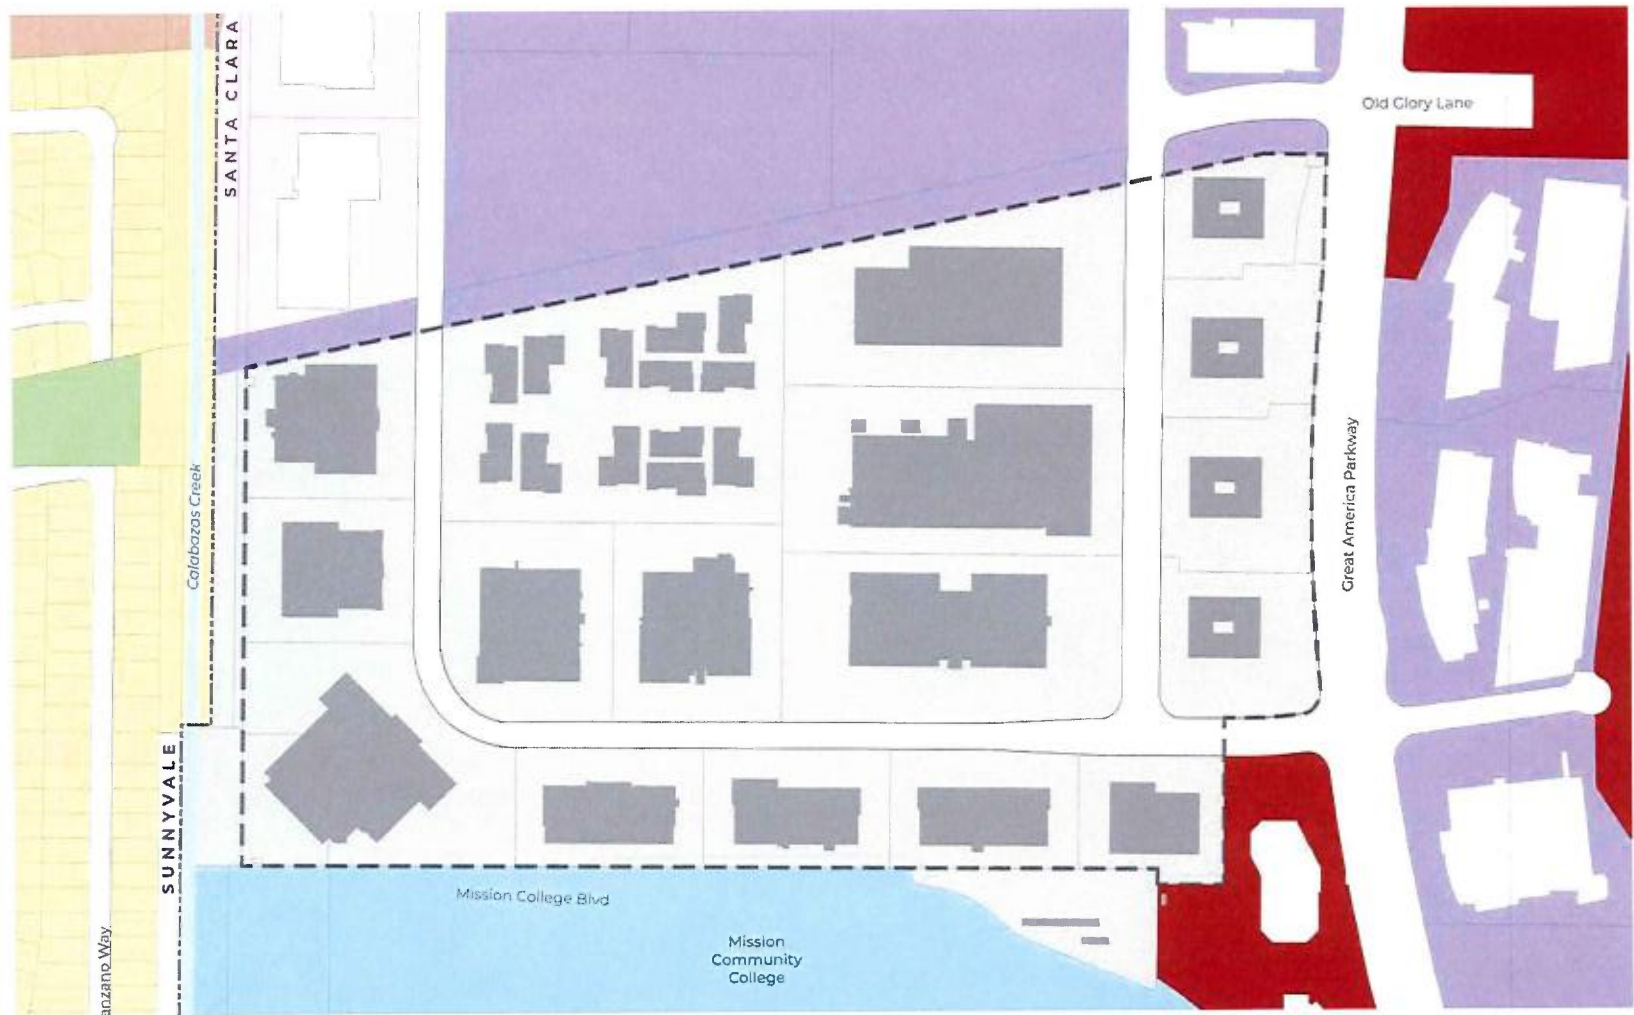 SANTA CLARA
Old Glory Lane
Great America Parkway
Calabazas Creek
SUNNYVALE
Mission College Blvd
Mission
Community
College
anzano Way